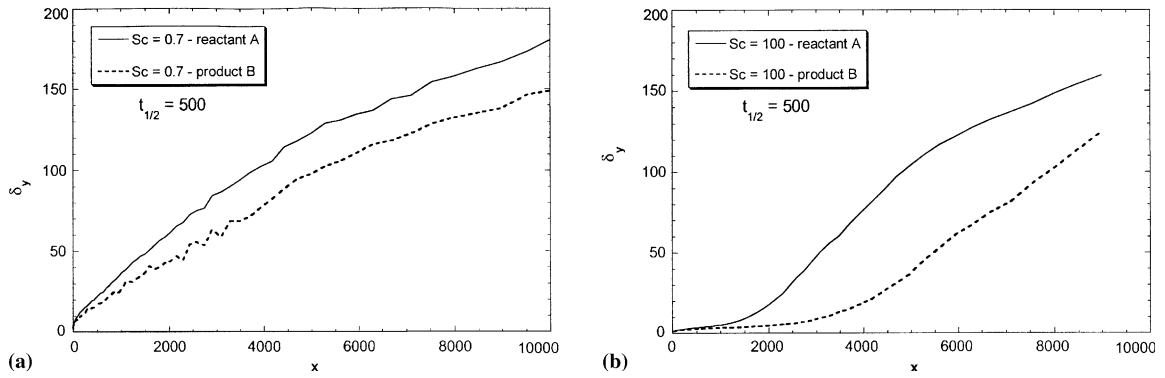 200
150
100
50
0
δy
Sc = 0.7 - reactant A
Sc = 0.7 - product B
t1/2 = 500
0 2000 4000 6000 8000 10000
x
(a)
200
150
100
50
0
δy
Sc = 100 - reactant A
Sc = 100 - product B
t1/2 = 500
0 2000 4000 6000 8000 10000
x
(b)